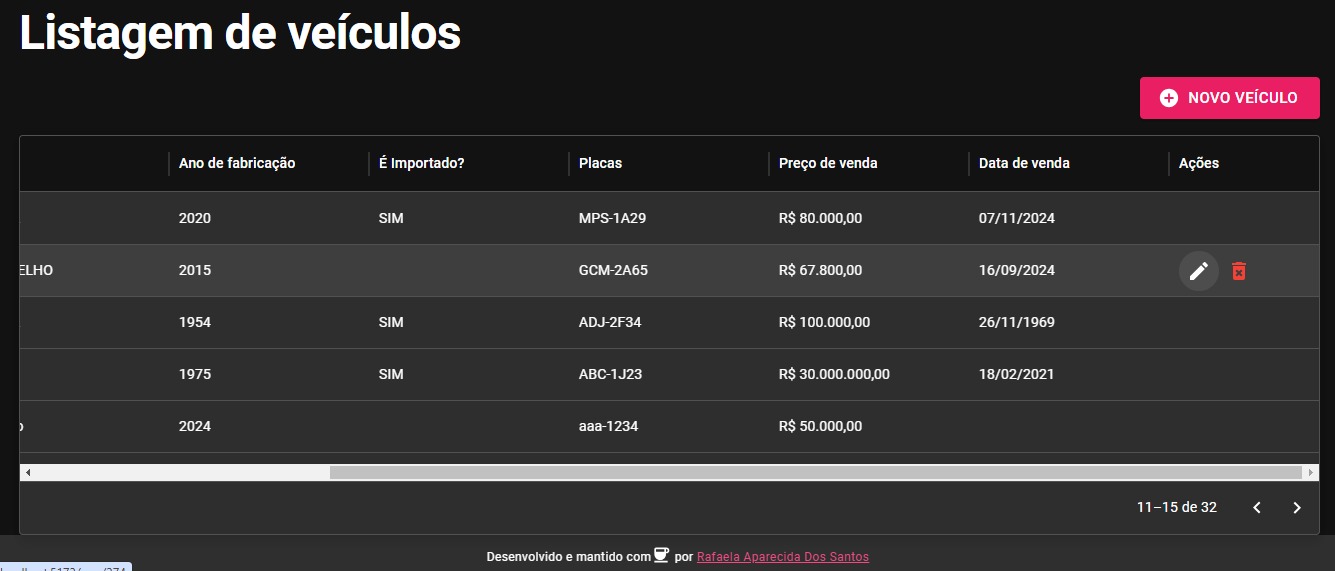 Listagem de veículos
NOVO VEÍCULO
Ano de fabricação É Importado? Placas Preço de venda Data de venda Ações
2020 SIM MPS-1A29 R$ 80.000,00 07/11/2024
ELHO 2015 GCM-2A65 R$ 67.800,00 16/09/2024
1954 SIM ADJ-2F34 R$ 100.000,00 26/11/1969
1975 SIM ABC-1J23 R$ 30.000.000,00 18/02/2021
2024 aaa-1234 R$ 50.000,00
11–15 de 32
Desenvolvido e mantido com por Rafaela Aparecida Dos Santos